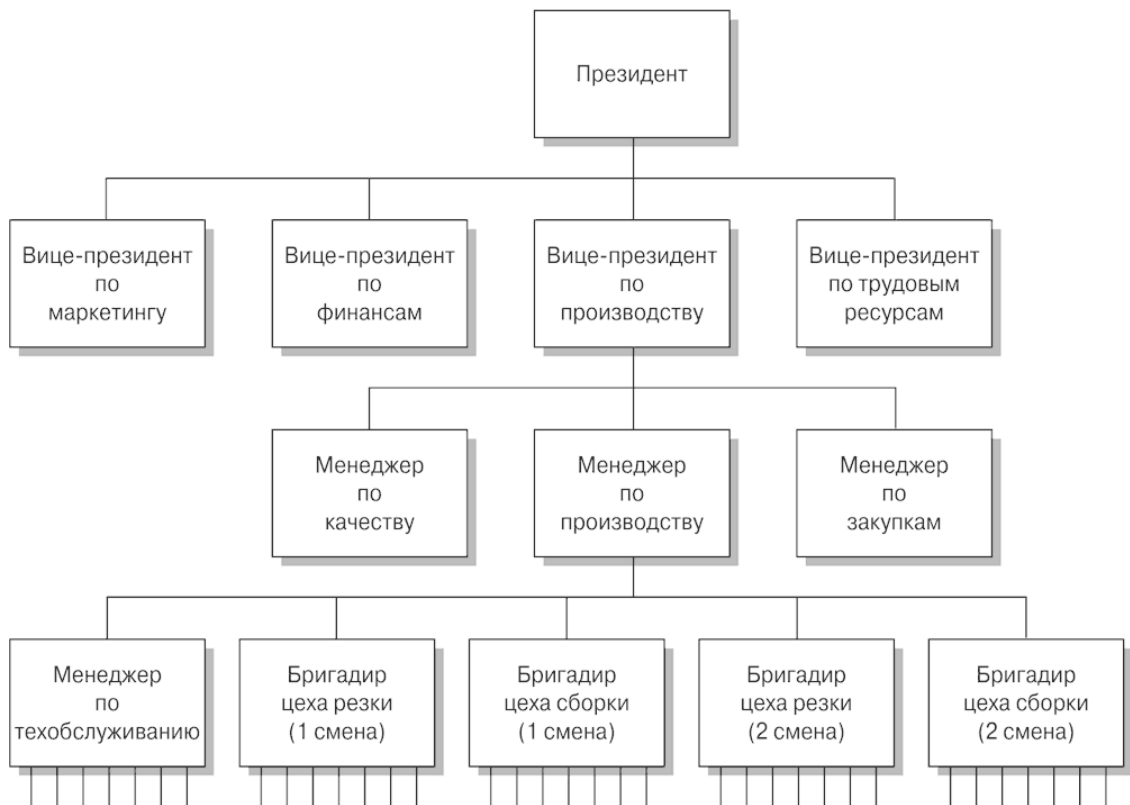 Президент
Вице-президент
по
маркетингу
Вице-президент
по
финансам
Вице-президент
по
производству
Вице-президент
по трудовым
ресурсам
Менеджер
по
качеству
Менеджер
по
производству
Менеджер
по
закупкам
Менеджер
по
техобслуживанию
Бригадир
цеха резки
(1 смена)
Бригадир
цеха сборки
(1 смена)
Бригадир
цеха резки
(2 смена)
Бригадир
цеха сборки
(2 смена)